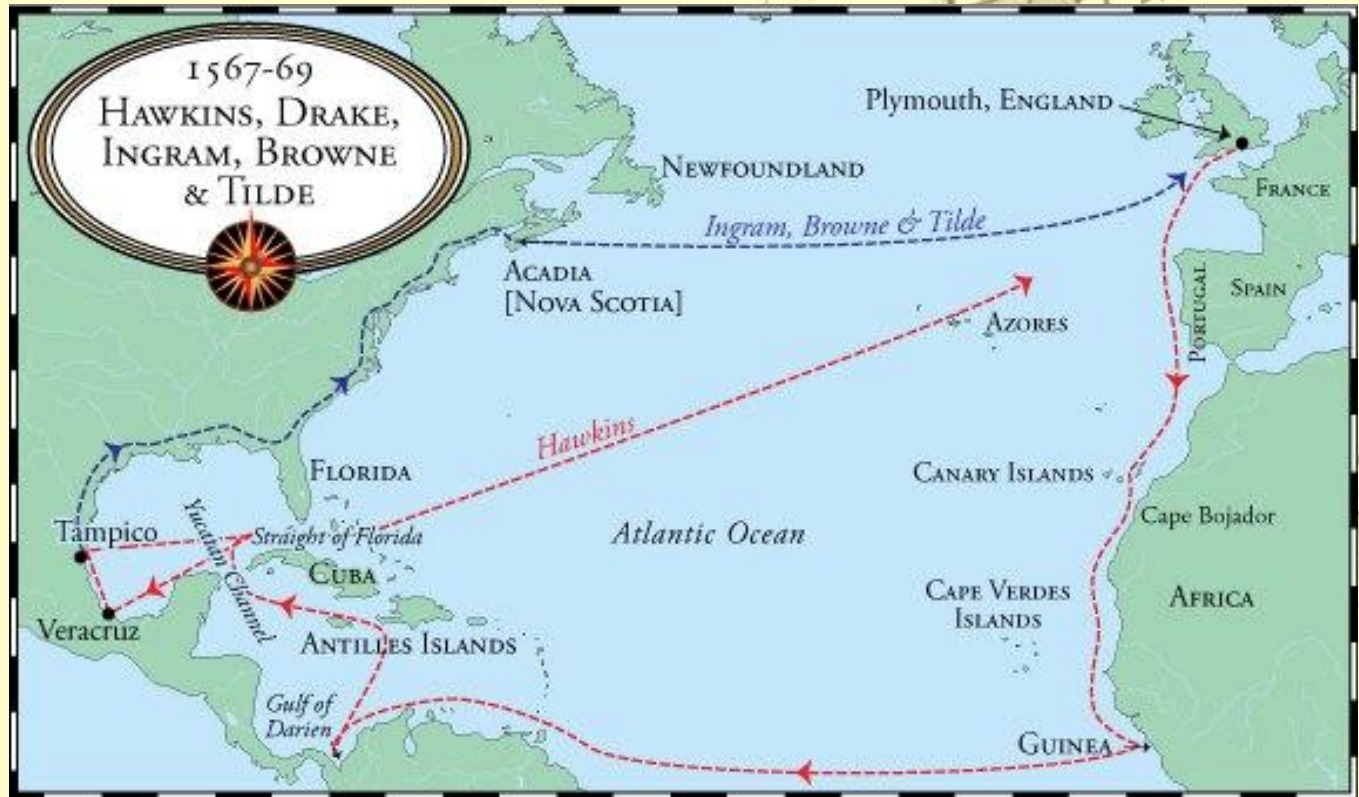 1567-69
HAWKINS, DRAKE,
INGRAM, BROWNE
& TILDE
Plymouth, ENGLAND
NEWFOUNDLAND
FRANCE
Ingram, Browne & Tilde
ACADIA
[NOVA SCOTIA]
PORTUGAL
SPAIN
AZORES
Hawkins
FLORIDA
CANARY ISLANDS
Cape Bojador
Tampico
Yucatan Channel
Straight of Florida
Atlantic Ocean
CUBA
CAPE VERDES
ISLANDS
AFRICA
Veracruz
ANTILLES ISLANDS
Gulf of
Darien
GUINEA